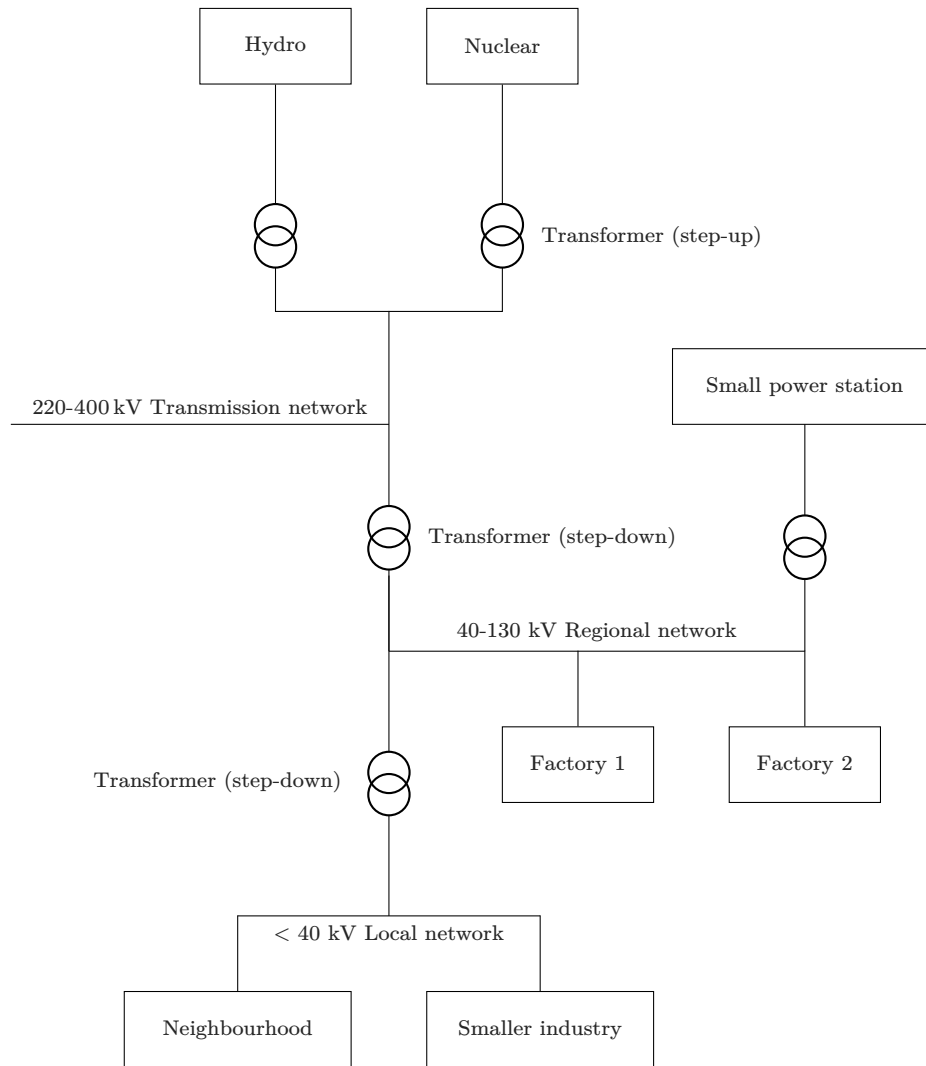 Hydro
Nuclear
Transformer (step-up)
Small power station
220-400 kV Transmission network
Transformer (step-down)
40-130 kV Regional network
Factory 1
Factory 2
Transformer (step-down)
< 40 kV Local network
Neighbourhood
Smaller industry